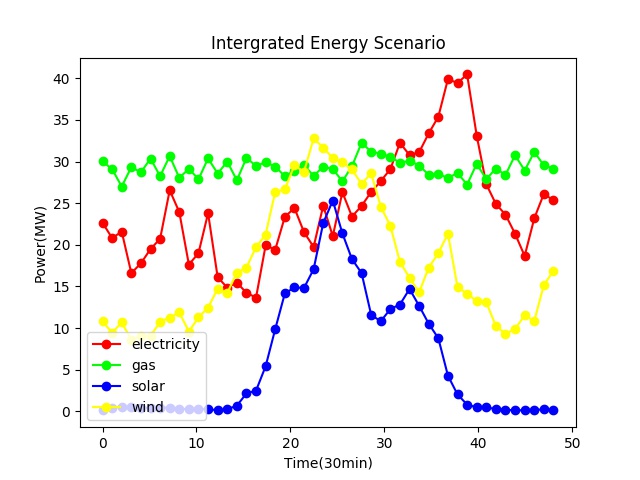 Intergrated Energy Scenario
Power(MW)
40
35
30
25
20
15
10
5
0
electricity
gas
solar
wind
0 10 20 30 40 50
Time(30min)